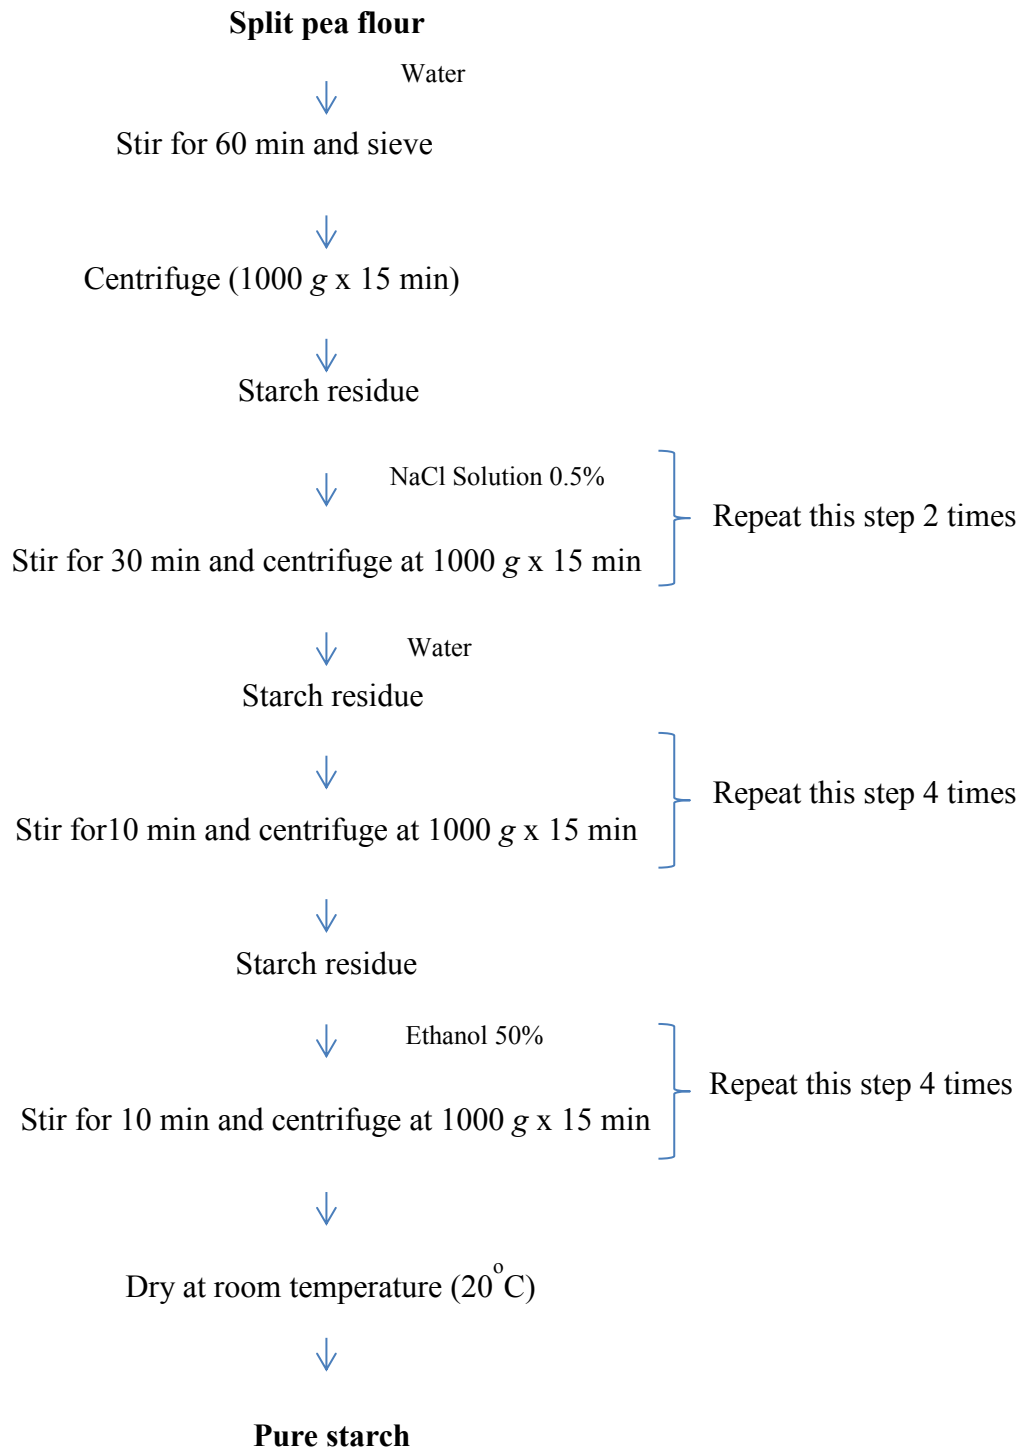 Split pea flour
Water
Stir for 60 min and sieve
Centrifuge (1000 g x 15 min)
Starch residue
NaCl Solution 0.5%
Repeat this step 2 times
Stir for 30 min and centrifuge at 1000 g x 15 min
Water
Starch residue
Repeat this step 4 times
Stir for10 min and centrifuge at 1000 g x 15 min
Starch residue
Ethanol 50%
Repeat this step 4 times
Stir for 10 min and centrifuge at 1000 g x 15 min
Dry at room temperature (20°C)
Pure starch